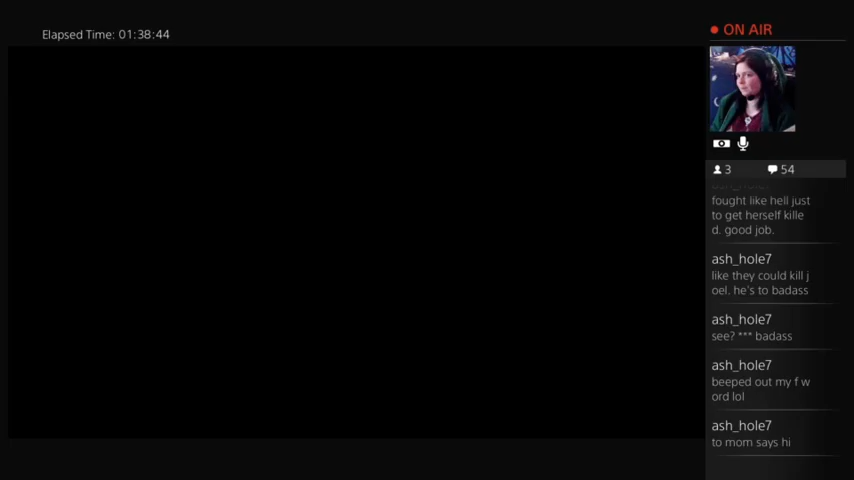 Elapsed Time: 01:38:44
ON AIR
3
54
fought like hell just
to get herself kille
d. good job.
ash_hole7
like they could kill j
oel. he's to badass
ash_hole7
see? *** badass
ash_hole7
beeped out my f w
ord lol
ash_hole7
to mom says hi